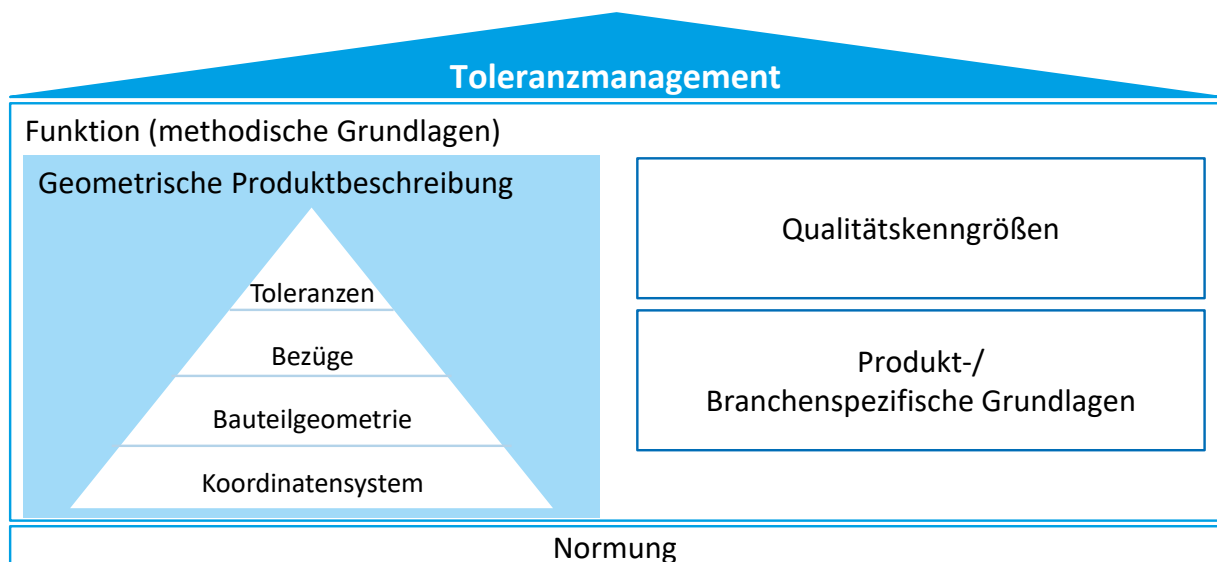 Toleranzmanagement
Funktion (methodische Grundlagen)
Geometrische Produktbeschreibung
Toleranzen
Bezüge
Bauteilgeometrie
Koordinatensystem
Qualitätskenngrößen
Produkt-/
Branchenspezifische Grundlagen
Normung